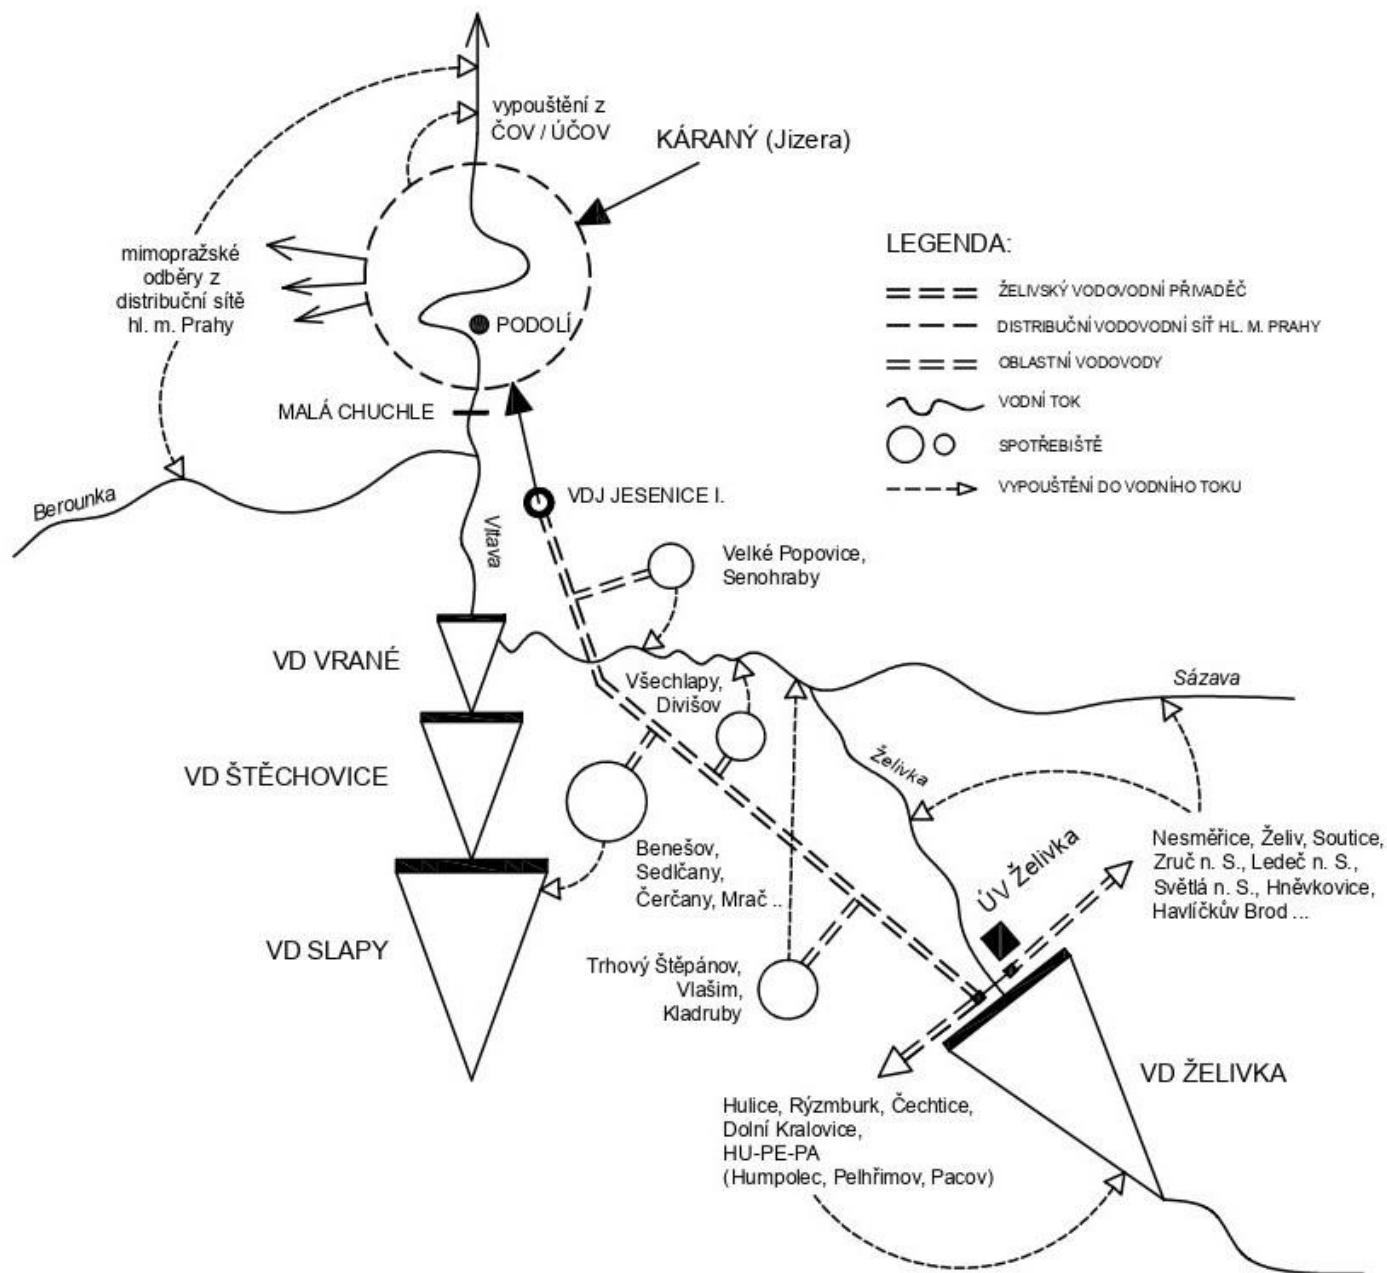 vypouštění z
ČOV / ÚČOV
KÁRANÝ (Jizera)
mimopražské
odběry z
distribuční sítě
hl. m. Prahy
PODOLÍ
MALÁ CHUCHLE
LEGENDA:
ŽELIVSKÝ VODOVODNÍ PŘIVADĚČ
DISTRIBUČNÍ VODOVODNÍ SÍŤ HL. M. PRAHY
OBLASTNÍ VODOVODY
VODNÍ TOK
SPOTŘEBIŠTĚ
VYPOUŠTĚNÍ DO VODNÍHO TOKU
Berounka
VDJ JESENICE I.
Vltava
Velké Popovice,
Senohraby
VD VRANÉ
Všechlapy,
Divišov
Sázava
VD ŠTĚCHOVICE
Želivka
Benešov,
Sedlčany,
Čerčany, Mrač ..
ÚV Želivka
Nesměřice, Želiv, Soutice,
Zruč n. S., Ledeč n. S.,
Světlá n. S., Hněvkovice,
Havlíčkův Brod ...
VD SLAPY
Trhový Štěpánov,
Vlašim,
Kladruby
VD ŽELIVKA
Hulice, Rýzmburk, Čechtice,
Dolní Kralovice,
HU-PE-PA
(Humpolec, Pelhřimov, Pacov)